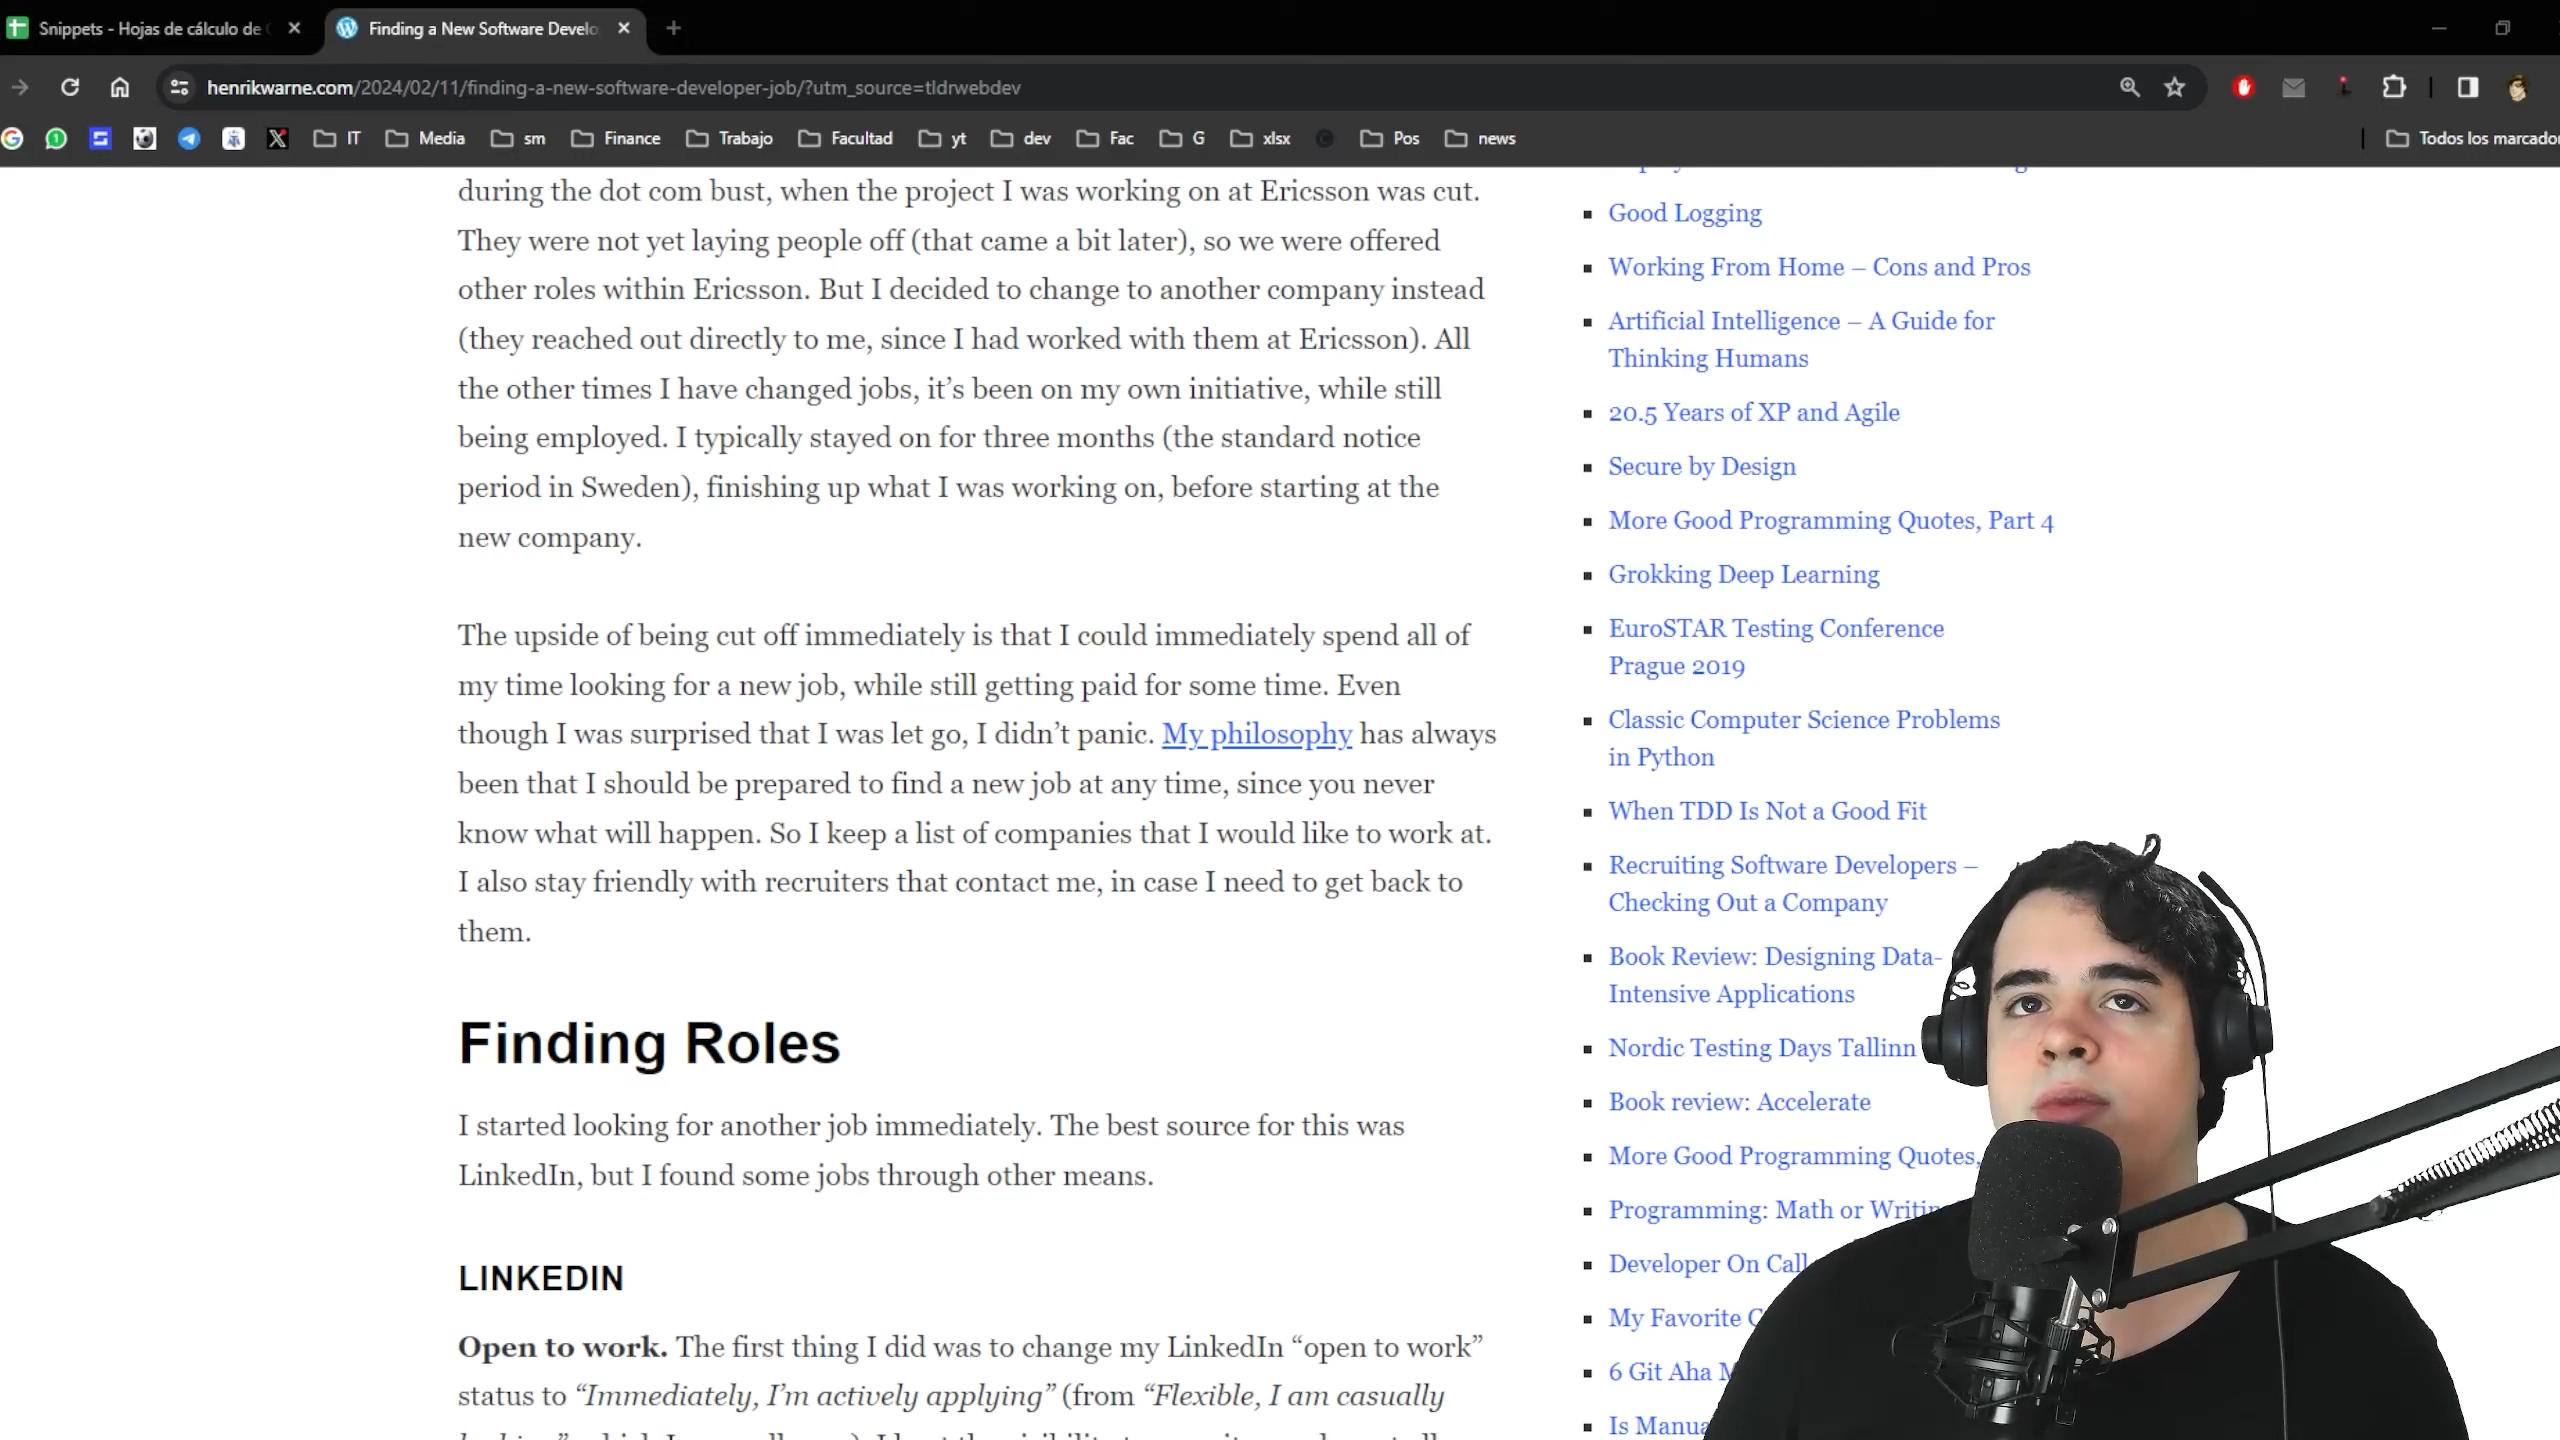 Snippets - Hojas de cálculo de
Finding a New Software Develo
henrikwarne.com/2024/02/11/finding-a-new-software-developer-job/?utm_source=tldrwebdev
IT
Media
sm
Finance
Trabajo
Facultad
yt
dev
Fac
G
xlsx
Pos
news
Todos los marcador
during the dot com bust, when the project I was working on at Ericsson was cut.
They were not yet laying people off (that came a bit later), so we were offered
other roles within Ericsson. But I decided to change to another company instead
(they reached out directly to me, since I had worked with them at Ericsson). All
the other times I have changed jobs, it’s been on my own initiative, while still
being employed. I typically stayed on for three months (the standard notice
period in Sweden), finishing up what I was working on, before starting at the
new company.
The upside of being cut off immediately is that I could immediately spend all of
my time looking for a new job, while still getting paid for some time. Even
though I was surprised that I was let go, I didn’t panic. My philosophy has always
been that I should be prepared to find a new job at any time, since you never
know what will happen. So I keep a list of companies that I would like to work at.
I also stay friendly with recruiters that contact me, in case I need to get back to
them.
Finding Roles
I started looking for another job immediately. The best source for this was
LinkedIn, but I found some jobs through other means.
LINKEDIN
Open to work. The first thing I did was to change my LinkedIn “open to work”
status to “Immediately, I’m actively applying” (from “Flexible, I am casually
Good Logging
Working From Home – Cons and Pros
Artificial Intelligence – A Guide for
Thinking Humans
20.5 Years of XP and Agile
Secure by Design
More Good Programming Quotes, Part 4
Grokking Deep Learning
EuroSTAR Testing Conference
Prague 2019
Classic Computer Science Problems
in Python
When TDD Is Not a Good Fit
Recruiting Software Developers –
Checking Out a Company
Book Review: Designing Data-
Intensive Applications
Nordic Testing Days Tallinn
Book review: Accelerate
More Good Programming Quotes,
Programming: Math or Writin
Developer On Call
My Favorite
6 Git Aha
Is Manua